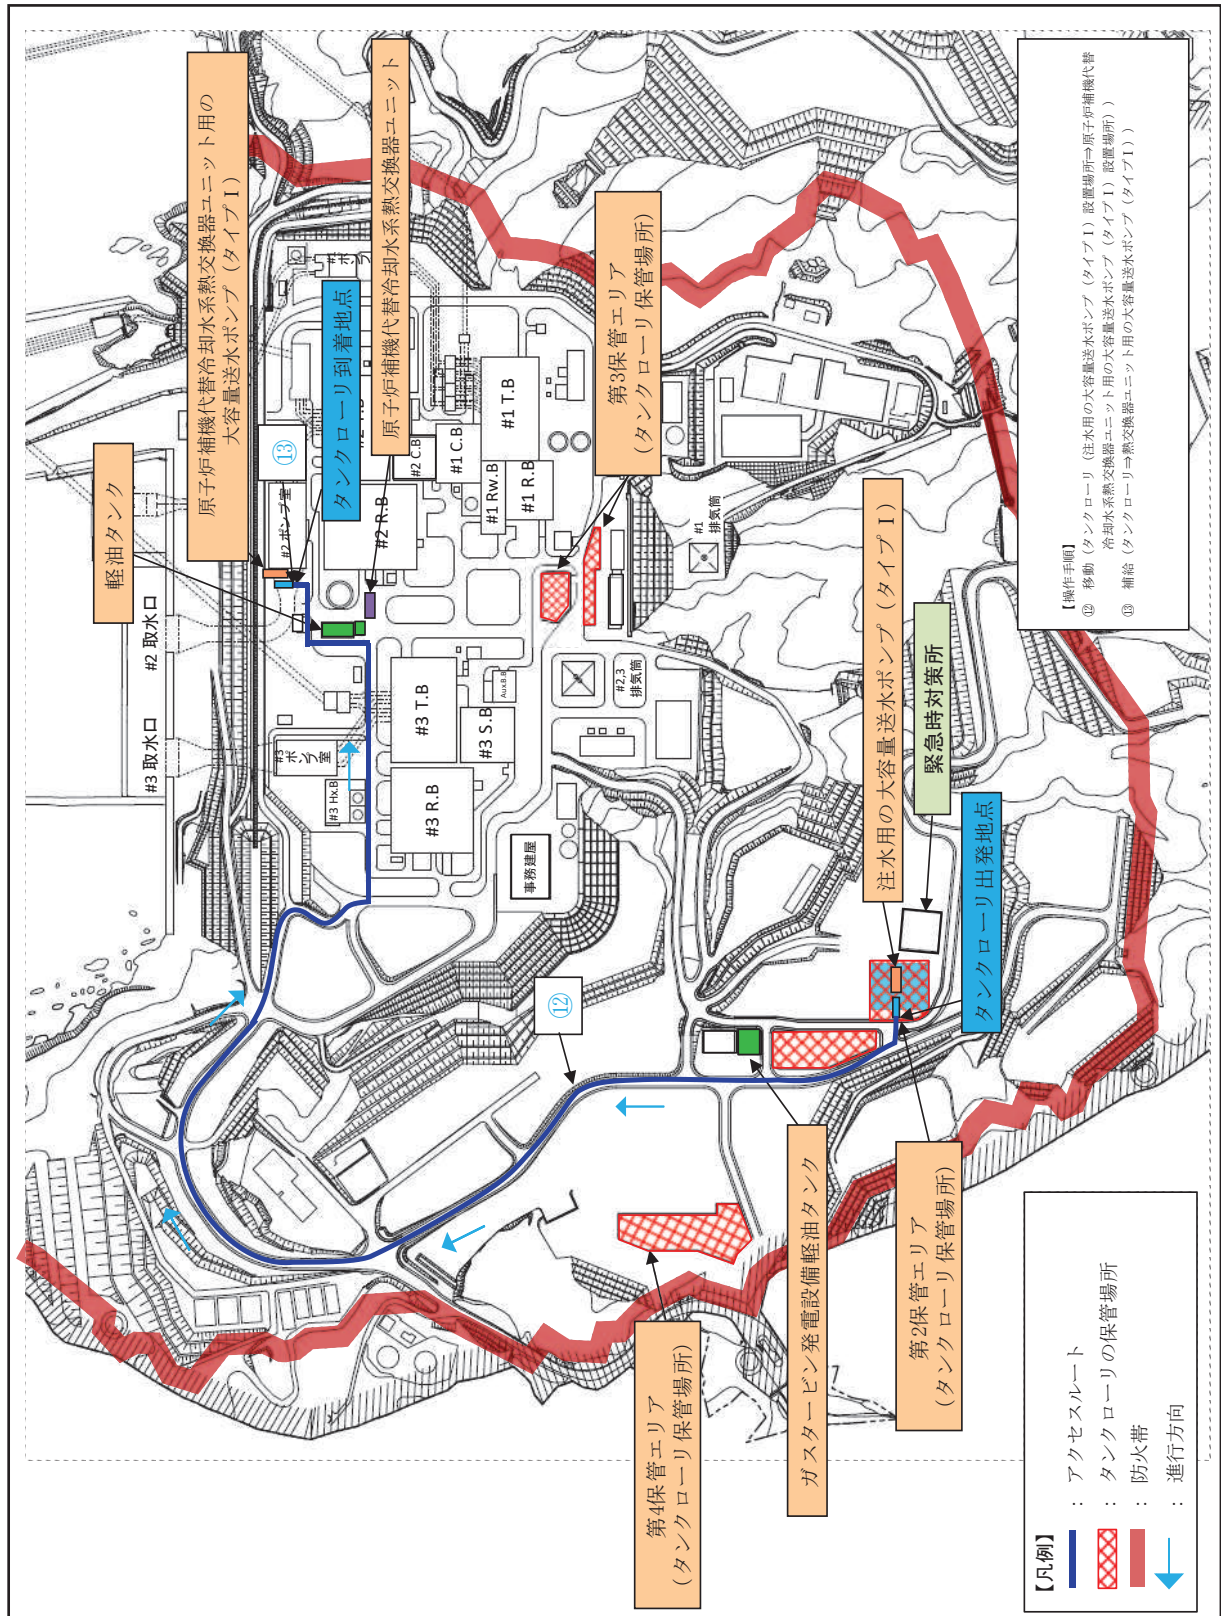 原子炉補機代替冷却水系熱交換器ユニット用の
大容量送水ポンプ（タイプⅠ）
原子炉補機代替冷却水系熱交換器ユニット
タンクローリ到着地点
軽油タンク
⑬
第3保管エリア
（タンクローリ保管場所）
#3 取水口
#2 取水口
#2 ポンプ室
#3
ポンプ
室
#3 Hx.B
#3 T.B
#3 S.B
#3 R.B
Aux.B.B
#2 R.B
#2 C.B
#1 C.B
#1 T.B
#1 Rw.B
#1 R.B
#1
排気筒
#2,3
排気筒
事務建屋
⑫
注水用の大容量送水ポンプ（タイプⅠ）
緊急時対策所
タンクローリ出発地点
ガスタービン発電設備軽油タンク
第2保管エリア
（タンクローリ保管場所）
第4保管エリア
（タンクローリ保管場所）
【操作手順】
⑫　移動（タンクローリ（注水用の大容量送水ポンプ（タイプⅠ）設置場所⇒原子炉補機代替
冷却水系熱交換器ユニット用の大容量送水ポンプ（タイプⅠ）設置場所））
⑬　補給（タンクローリ⇒熱交換器ユニット用の大容量送水ポンプ（タイプⅠ））
【凡例】
：アクセスルート
：タンクローリの保管場所
：防火帯
：進行方向